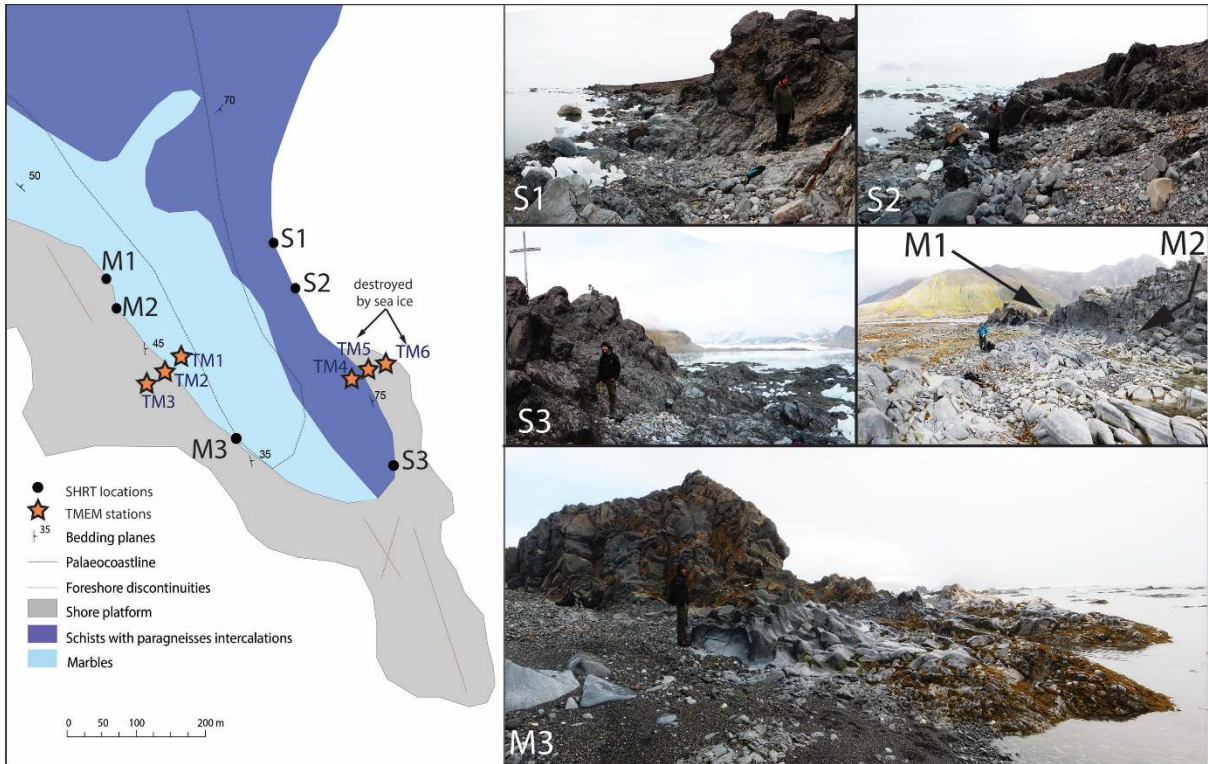 70
50
S1
M1
S2
M2
destroyed
by sea ice
45
TM1
TM2
TM3
TM5
TM6
TM4
75
M3
35
S3
SHRT locations
TMEM stations
35
Bedding planes
Palaeocoastline
Foreshore discontinuities
Shore platform
Schists with paragneisses intercalations
Marbles
0 50 100 200 m
S1
S2
S3
M1
M2
M3